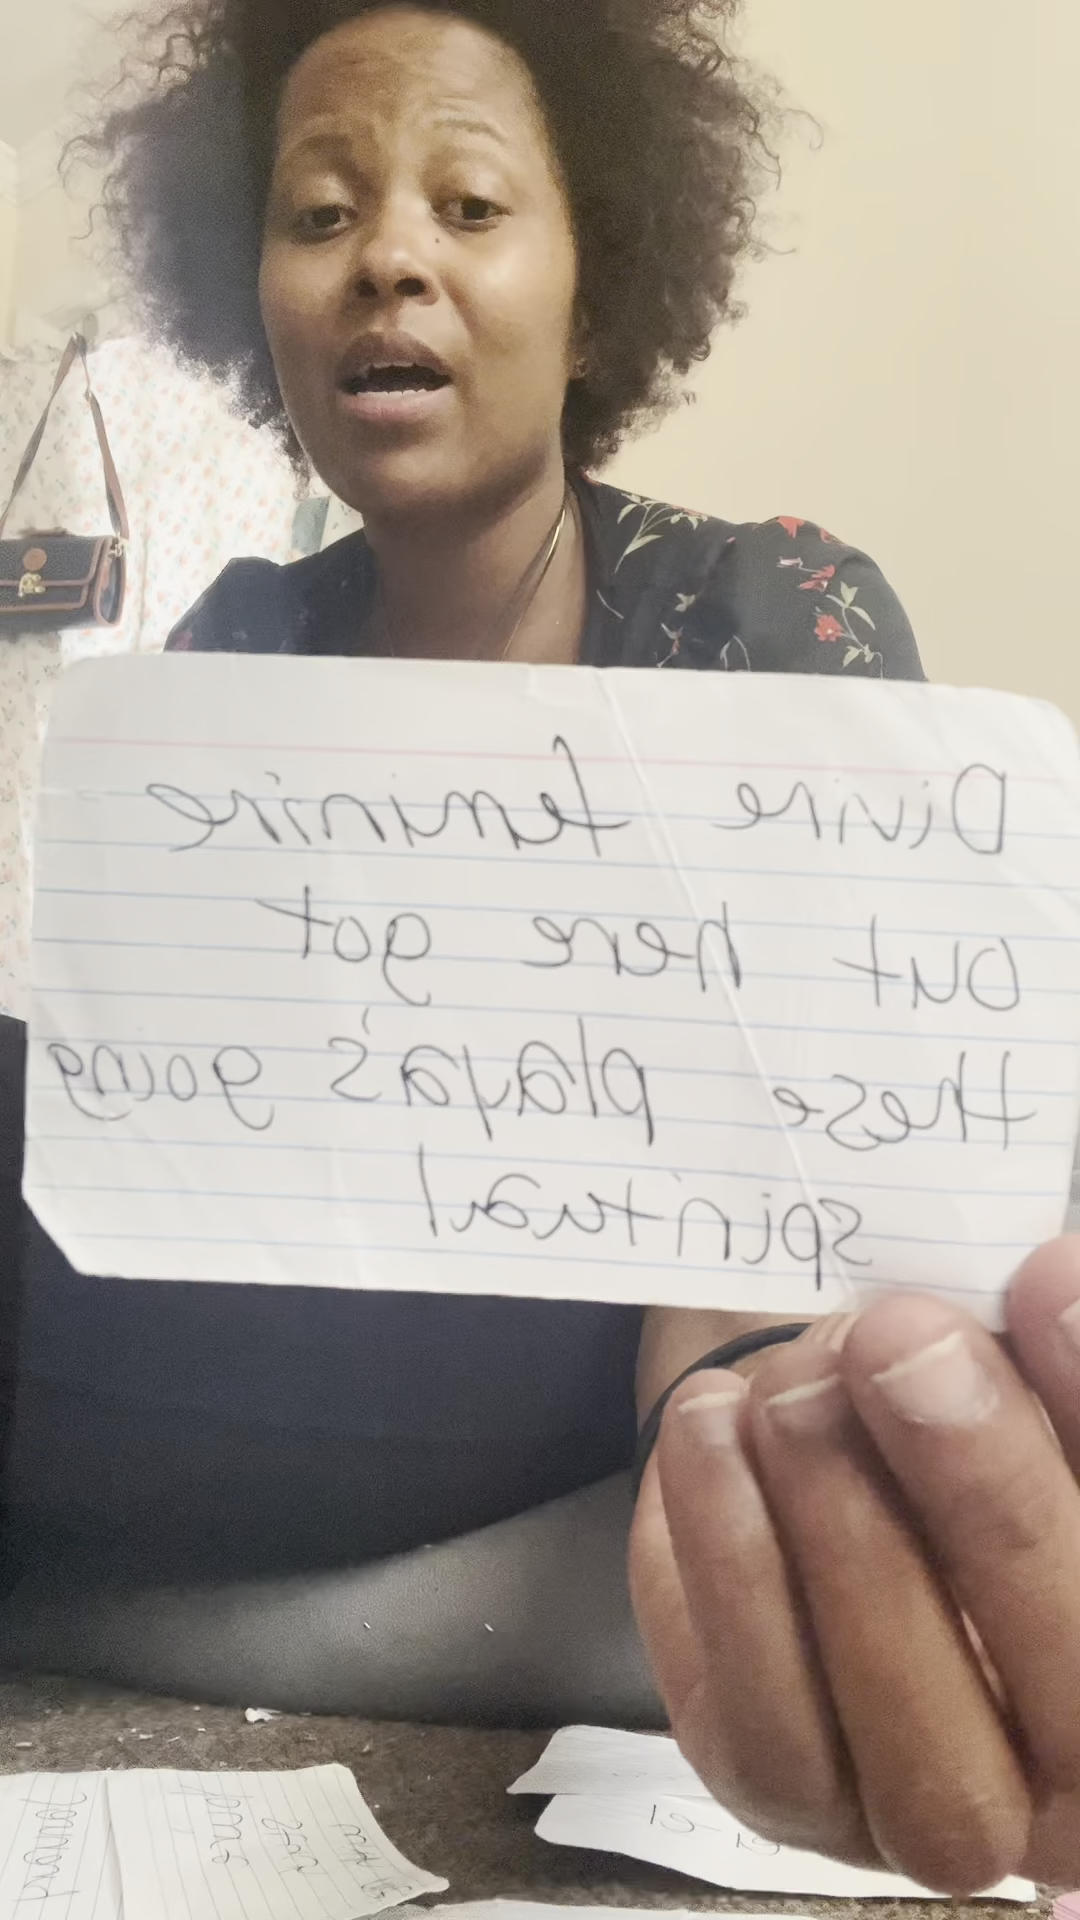 Divine feminine
out here got
these playa's going
spiritual